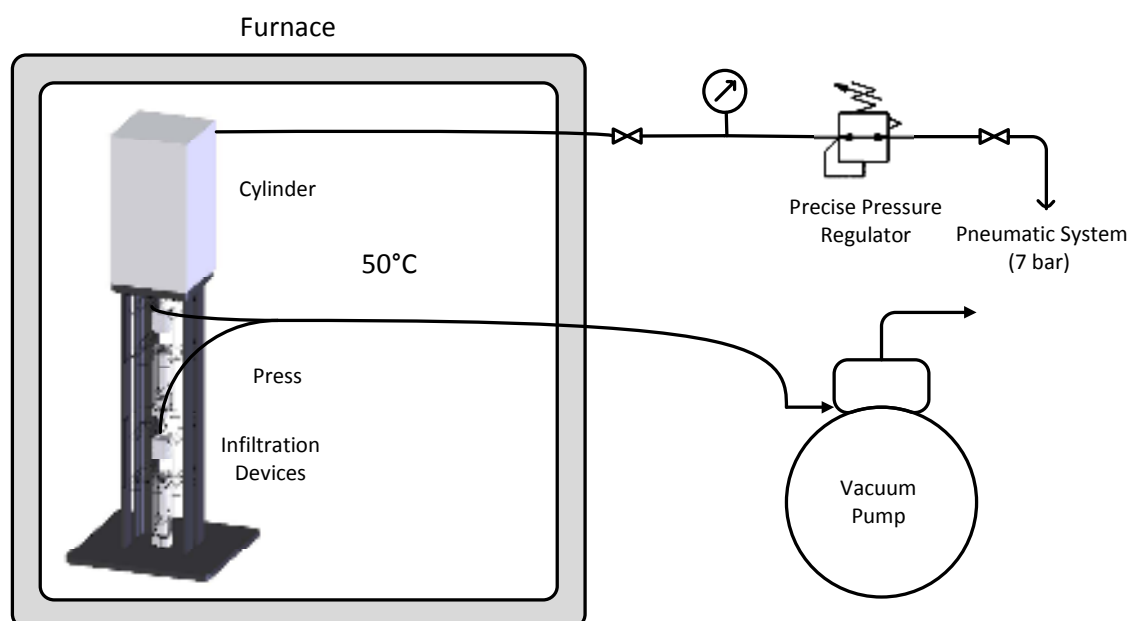 Furnace
Cylinder
Precise Pressure
Regulator
Pneumatic System
(7 bar)
50°C
Press
Infiltration
Devices
Vacuum
Pump